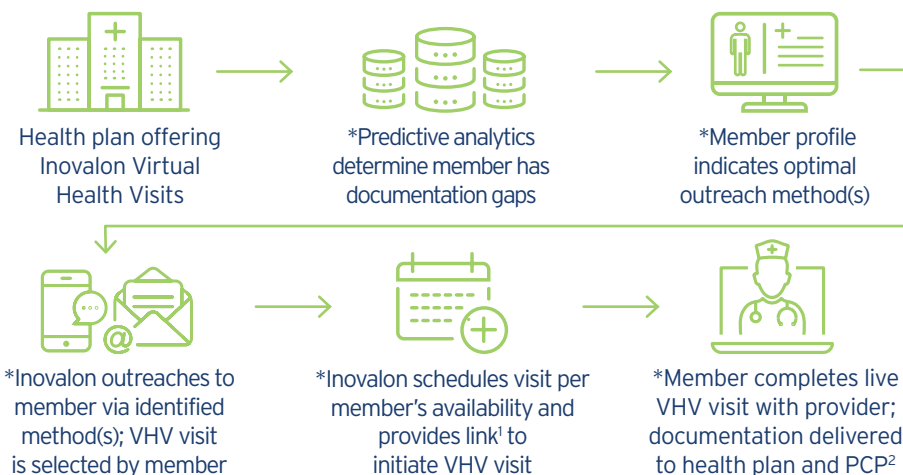 Health plan offering
Inovalon Virtual
Health Visits
*Predictive analytics
determine member has
documentation gaps
*Member profile
indicates optimal
outreach method(s)
*Inovalon outreaches to
member via identified
method(s); VHV visit
is selected by member
*Inovalon schedules visit per
member's availability and
provides link¹ to
initiate VHV visit
*Member completes live
VHV visit with provider;
documentation delivered
to health plan and PCP²